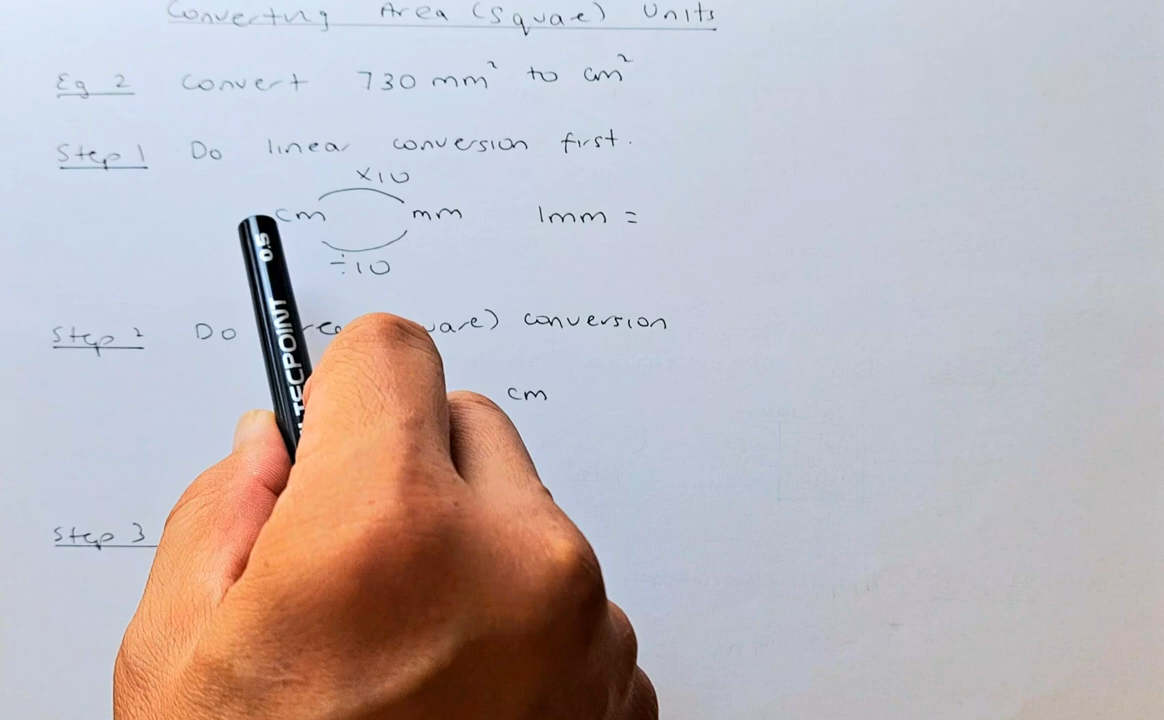 Converting Area (Square) Units
Eg 2 Convert 730 mm² to cm²
Step 1 Do linear conversion first.
×10
cm mm 1mm =
÷10
Step 2 Do conversion
cm
Step 3
0.5 TECPOINT